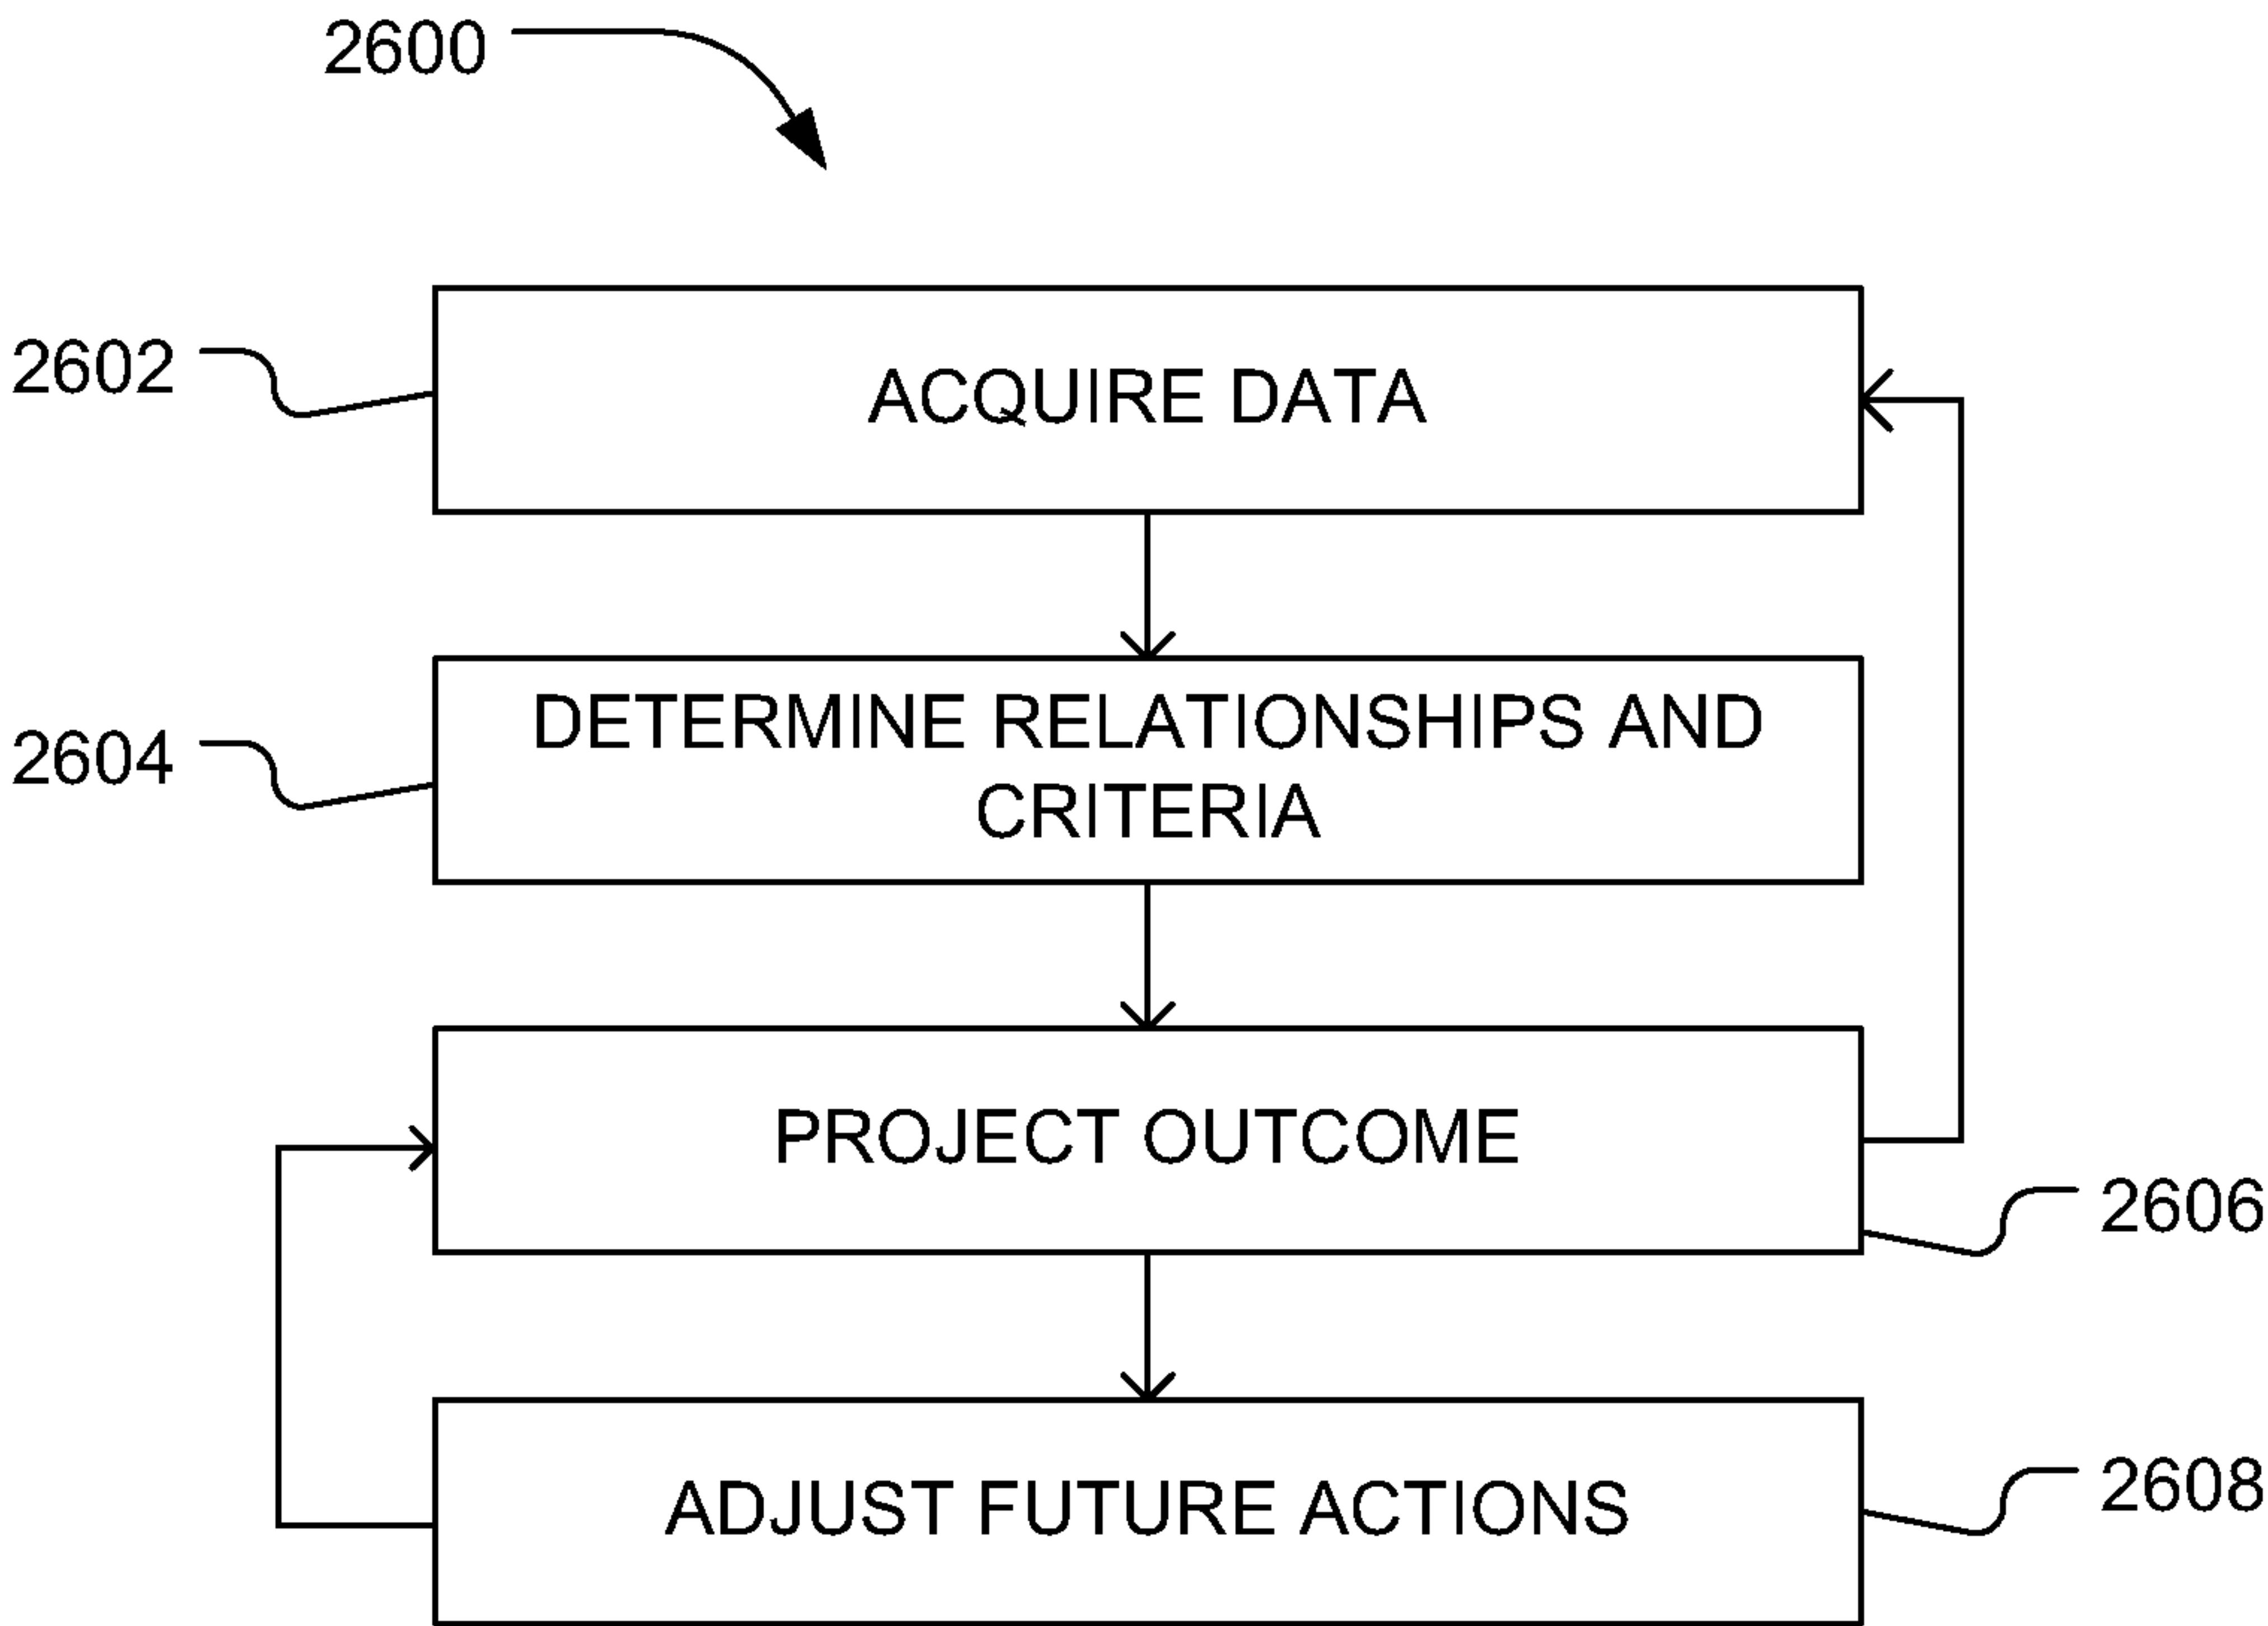 2600
2602
ACQUIRE DATA
2604
DETERMINE RELATIONSHIPS AND
CRITERIA
PROJECT OUTCOME
2606
ADJUST FUTURE ACTIONS
2608